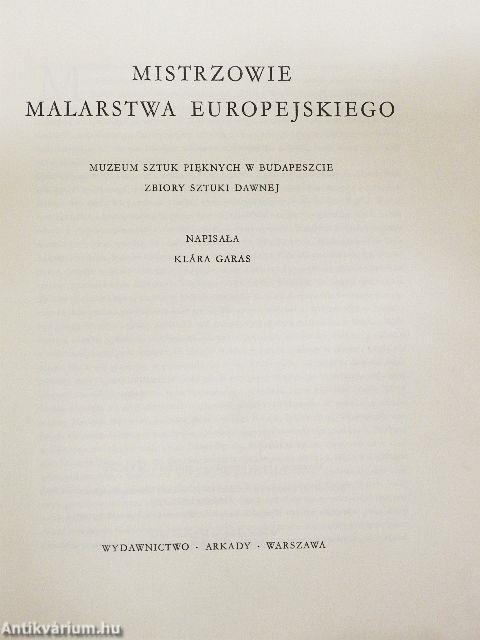 MISTRZOWIE
MALARSTWA EUROPEJSKIEGO
MUZEUM SZTUK PIĘKNYCH W BUDAPESZCIE
ZBIORY SZTUKI DAWNEJ
NAPISAŁA
KLÁRA GARAS
WYDAWNICTWO · ARKADY · WARSZAWA
Antikvárium.hu